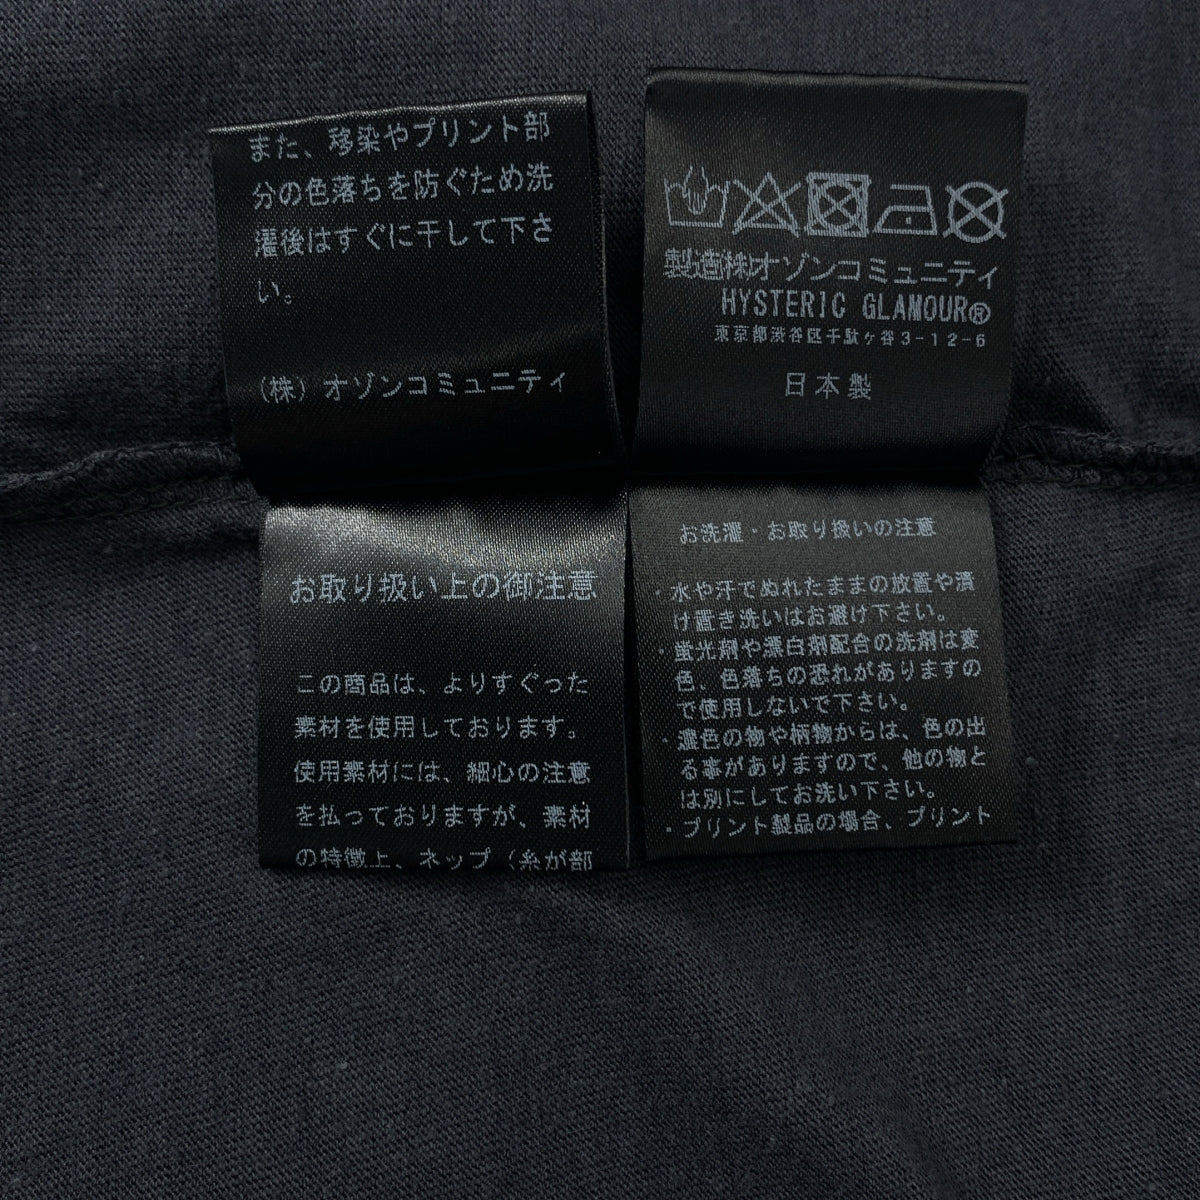 また、移染やプリント部
分の色落ちを防ぐため洗
濯後はすぐに干して下さ
い。
(株)オゾンコミュニティ
製造㈱オゾンコミュニティ
HYSTERIC GLAMOUR®
東京都渋谷区千駄ヶ谷3-12-6
日本製
お取り扱い上の御注意
この商品は、よりすぐった
素材を使用しております。
使用素材には、細心の注意
を払っておりますが、素材
の特徴上、ネップ（糸が部
お洗濯・お取り扱いの注意
・水や汗でぬれたままの放置や漬
け置き洗いはお避け下さい。
・蛍光剤や漂白剤配合の洗剤は変
色、色落ちの恐れがありますの
で使用しないで下さい。
・濃色の物や柄物からは、色の出
る事がありますので、他の物と
は別にしてお洗い下さい。
・プリント製品の場合、プリント